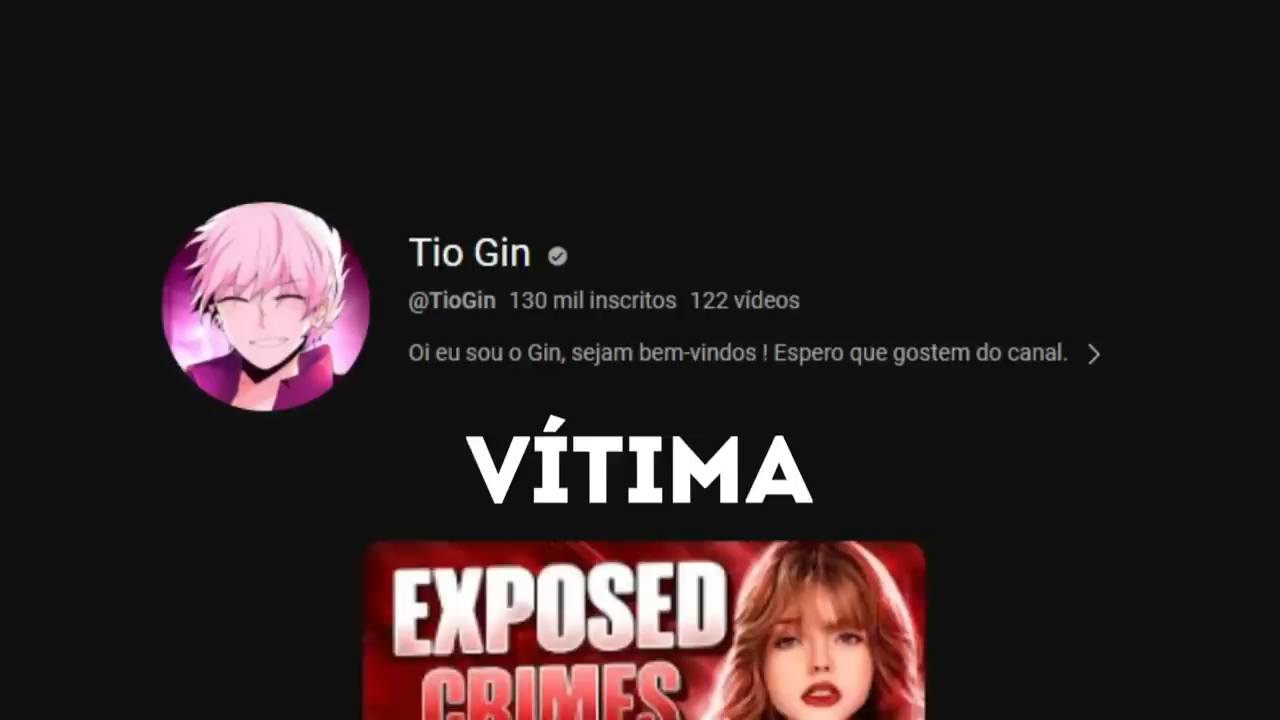 Tio Gin
@TioGin 130 mil inscritos 122 vídeos
Oi eu sou o Gin, sejam bem-vindos ! Espero que gostem do canal.
VÍTIMA
EXPOSED
CRIMES